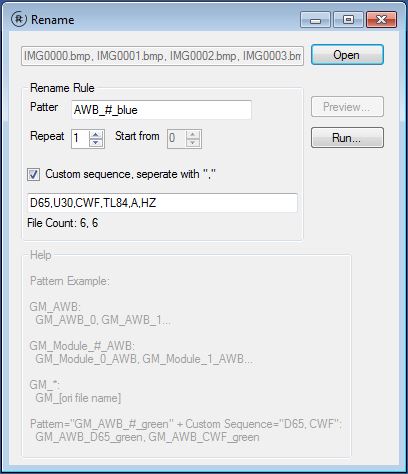 Rename
IMG0000.bmp, IMG0001.bmp, IMG0002.bmp, IMG0003.bm
Open
Rename Rule
Patter
AWB_#_blue
Preview...
Repeat
1
Start from
0
Run...
Custom sequence, seperate with ","
D65,U30,CWF,TL84,A,HZ
File Count: 6, 6
Help
Pattern Example:
GM_AWB:
GM_AWB_0, GM_AWB_1...
GM_Module_#_AWB:
GM_Module_0_AWB, GM_Module_1_AWB...
GM_*:
GM_[ori file name]
Pattern="GM_AWB_#_green" + Custom Sequence="D65, CWF":
GM_AWB_D65_green, GM_AWB_CWF_green